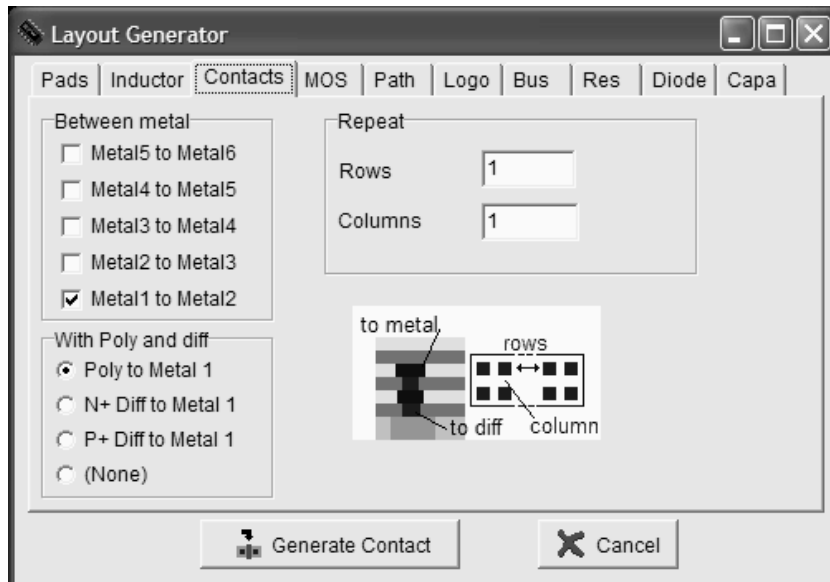 Layout Generator
Pads Inductor Contacts MOS Path Logo Bus Res Diode Capa
Between metal
Metal5 to Metal6
Metal4 to Metal5
Metal3 to Metal4
Metal2 to Metal3
Metal1 to Metal2
With Poly and diff
Poly to Metal 1
N+ Diff to Metal 1
P+ Diff to Metal 1
(None)
Repeat
Rows 1
Columns 1
to metal
rows
to diff column
Generate Contact Cancel